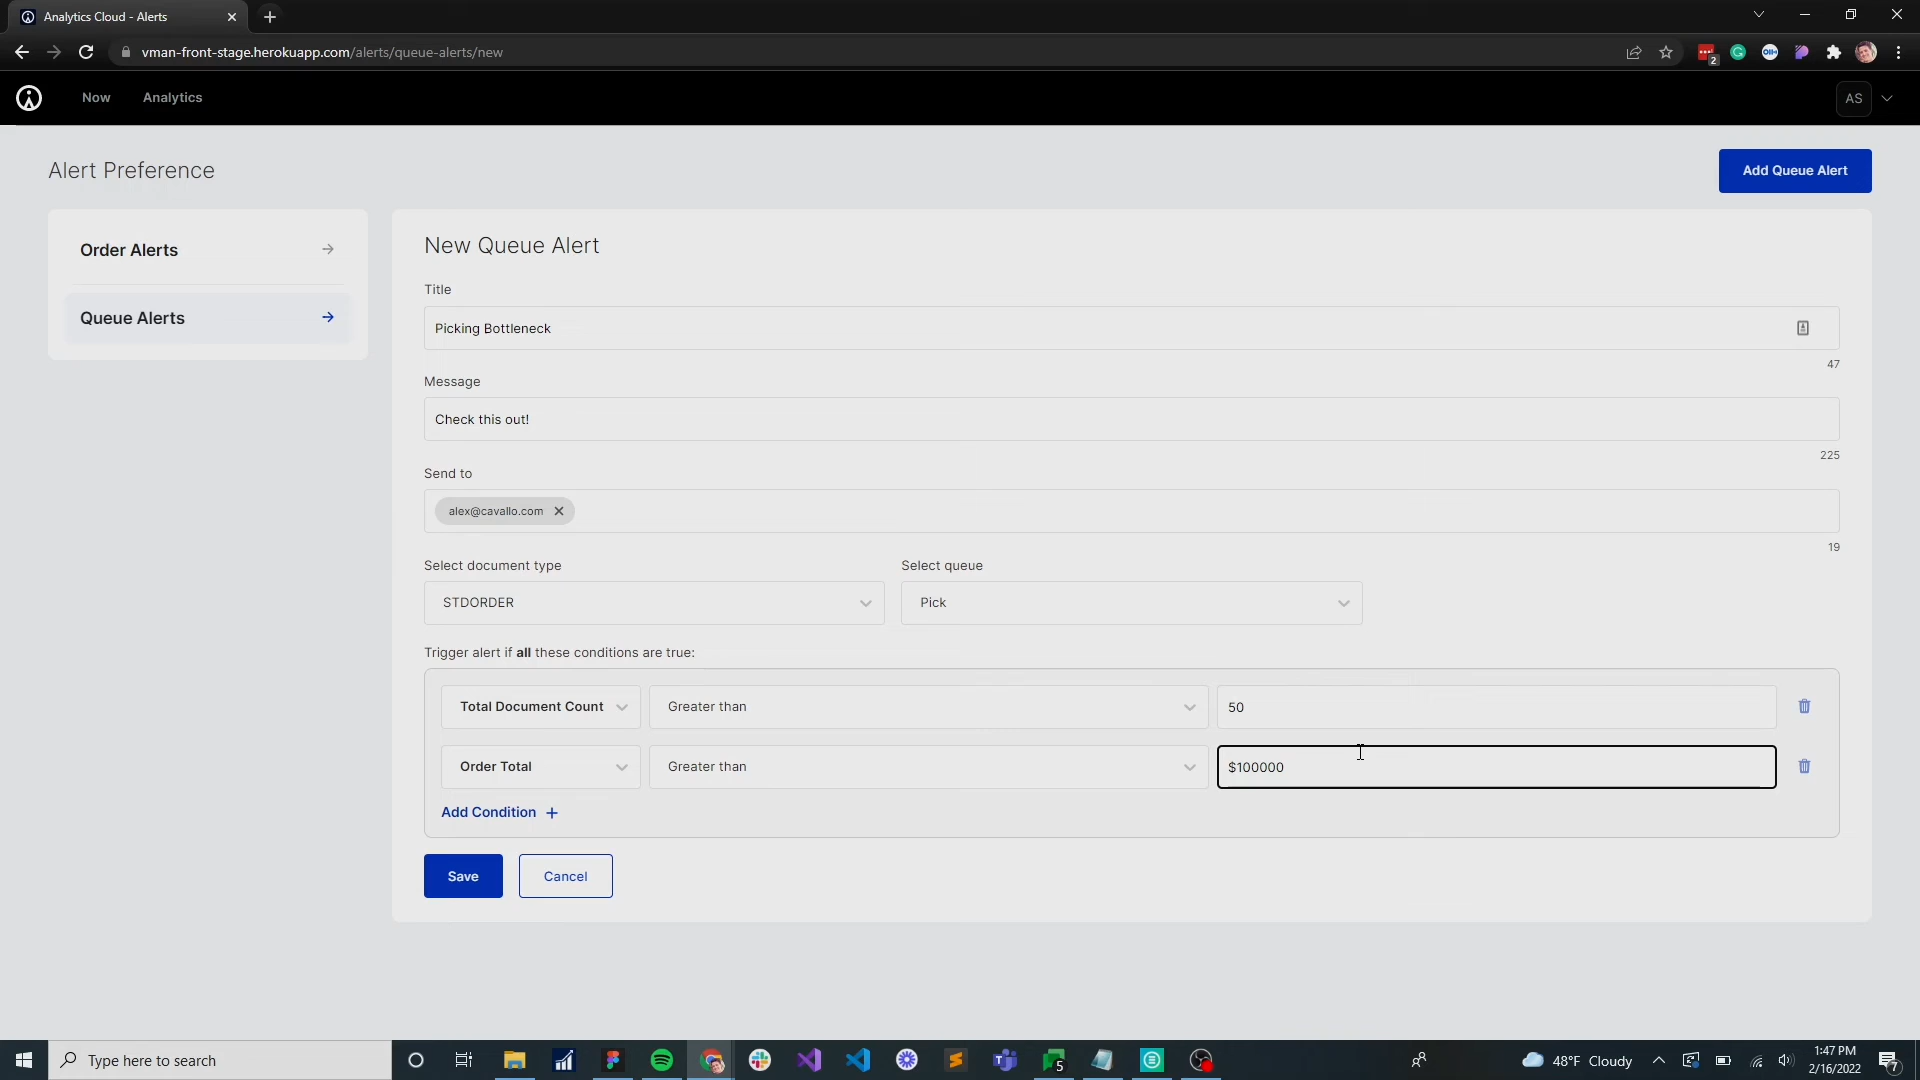 Analytics Cloud - Alerts
vman-front-stage.herokuapp.com/alerts/queue-alerts/new
2
Now
Analytics
AS
Alert Preference
Add Queue Alert
Order Alerts
Queue Alerts
New Queue Alert
Title
Picking Bottleneck
47
Message
Check this out!
225
Send to
alex@cavallo.com
19
Select document type
Select queue
STDORDER
Pick
Trigger alert if all these conditions are true:
Total Document Count
Greater than
50
Order Total
Greater than
$100000
Add Condition +
Save
Cancel
Type here to search
5
48°F Cloudy
1:47 PM
2/16/2022
7